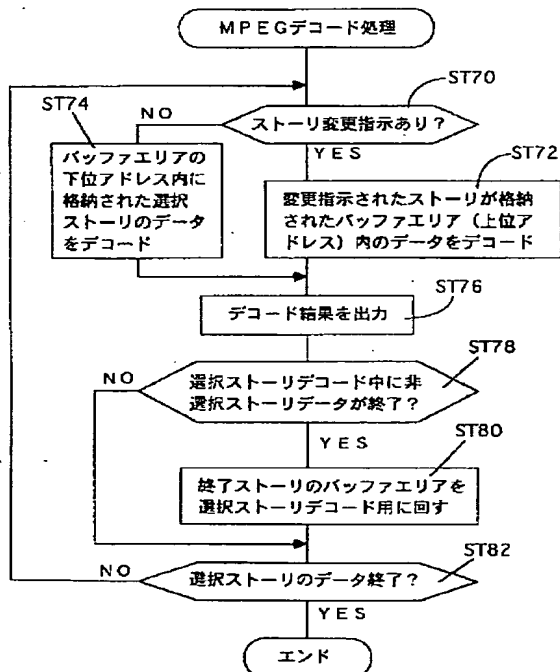 MPEGデコード処理
ST70
ST74
NO
ストーリ変更指示あり?
YES
ST72
バッファエリアの
下位アドレス内に
格納された選択
ストーリのデータ
をデコード
変更指示されたストーリが格納
されたバッファエリア(上位ア
ドレス)内のデータをデコード
ST76
デコード結果を出力
ST78
NO
選択ストーリデコード中に非
選択ストーリデータが終了?
YES
ST80
終了ストーリのバッファエリアを
選択ストーリデコード用に回す
ST82
NO
選択ストーリのデータ終了?
YES
エンド